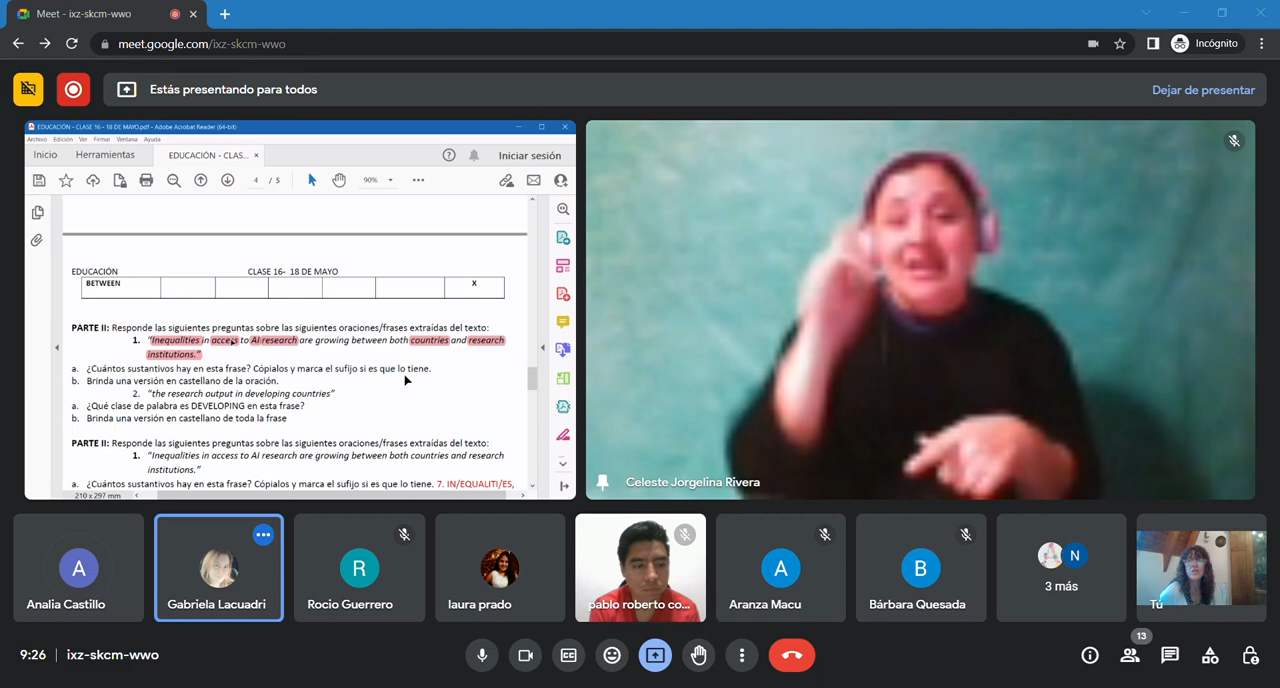 Meet - ixz-skcm-wwo
meet.google.com/ixz-skcm-wwo
Incógnito
Estás presentando para todos
Dejar de presentar
EDUCACIÓN - CLASE 16 - 18 DE MAYO.pdf - Adobe Acrobat Reader (64-bit)
Archivo Edición Ver Firmar Ventana Ayuda
Inicio Herramientas EDUCACIÓN - CLAS... Iniciar sesión
4 / 5 90%
EDUCACIÓN CLASE 16- 18 DE MAYO
BETWEEN X
PARTE II: Responde las siguientes preguntas sobre las siguientes oraciones/frases extraídas del texto:
1. “Inequalities in access to AI research are growing between both countries and research
institutions.”
a. ¿Cuántos sustantivos hay en esta frase? Cópialos y marca el sufijo si es que lo tiene.
b. Brinda una versión en castellano de la oración.
2. “the research output in developing countries”
a. ¿Qué clase de palabra es DEVELOPING en esta frase?
b. Brinda una versión en castellano de toda la frase
PARTE II: Responde las siguientes preguntas sobre las siguientes oraciones/frases extraídas del texto:
1. “Inequalities in access to AI research are growing between both countries and research
institutions.”
a. ¿Cuántos sustantivos hay en esta frase? Cópialos y marca el sufijo si es que lo tiene. 7. IN/EQUALITI/ES,
210 x 297 mm
Celeste Jorgelina Rivera
A
Analia Castillo
Gabriela Lacuadri
R
Rocio Guerrero
laura prado
pablo roberto co...
A
Aranza Macu
B
Bárbara Quesada
N
3 más
Tú
9:26 ixz-skcm-wwo
13